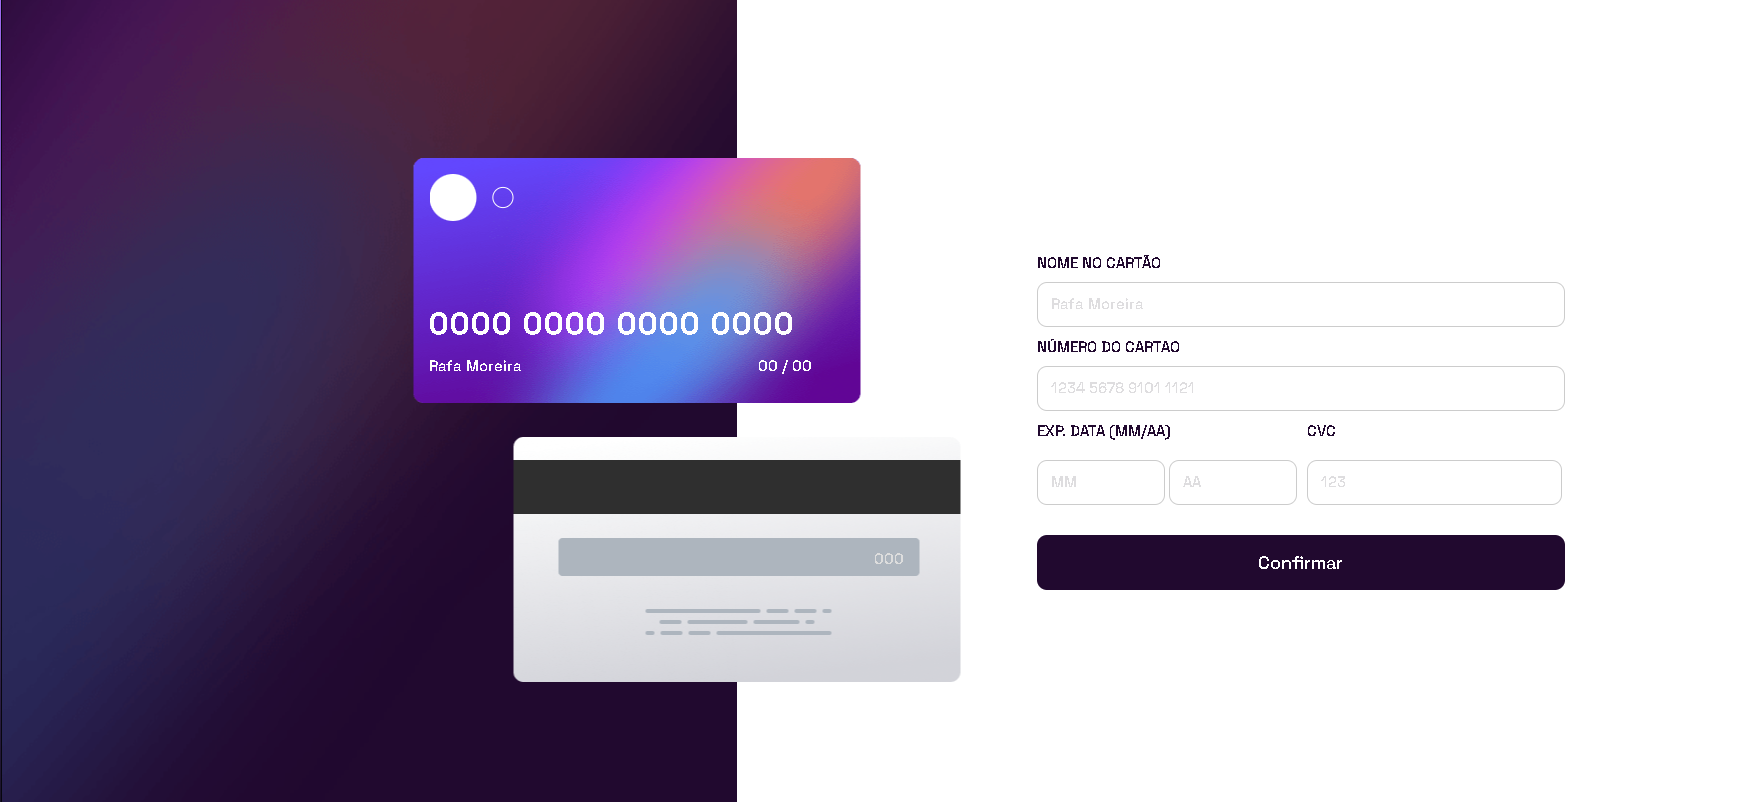 0000 0000 0000 0000
Rafa Moreira 00 / 00
000
NOME NO CARTÃO
Rafa Moreira
NÚMERO DO CARTAO
1234 5678 9101 1121
EXP. DATA (MM/AA) CVC
MM AA 123
Confirmar